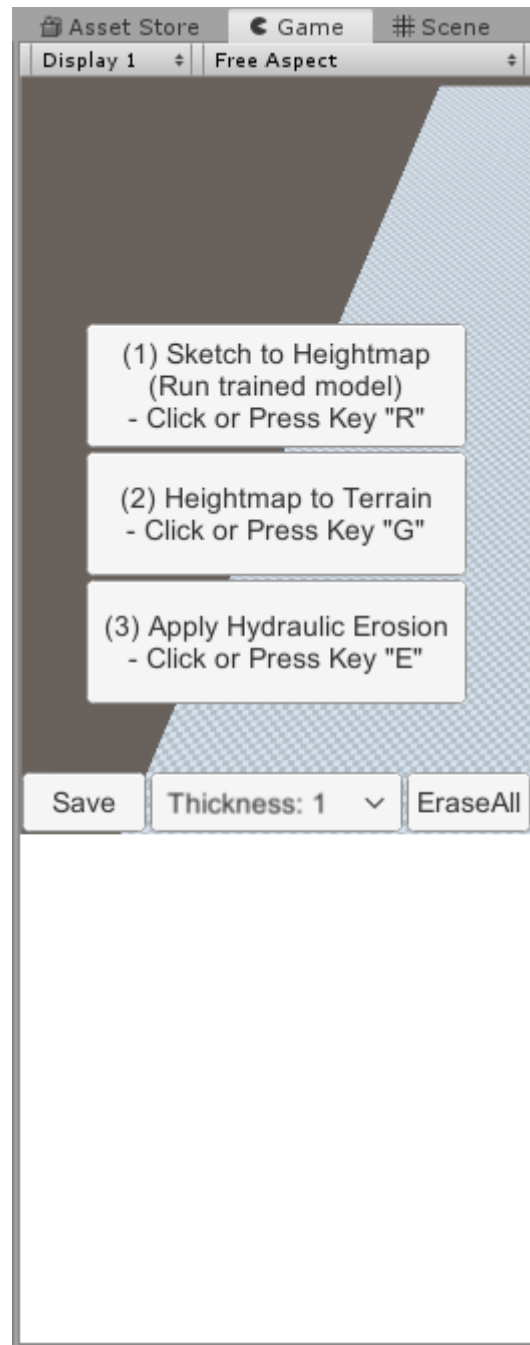 Asset Store Game Scene
Display 1 Free Aspect
(1) Sketch to Heightmap
(Run trained model)
- Click or Press Key "R"
(2) Heightmap to Terrain
- Click or Press Key "G"
(3) Apply Hydraulic Erosion
- Click or Press Key "E"
Save Thickness: 1 EraseAll